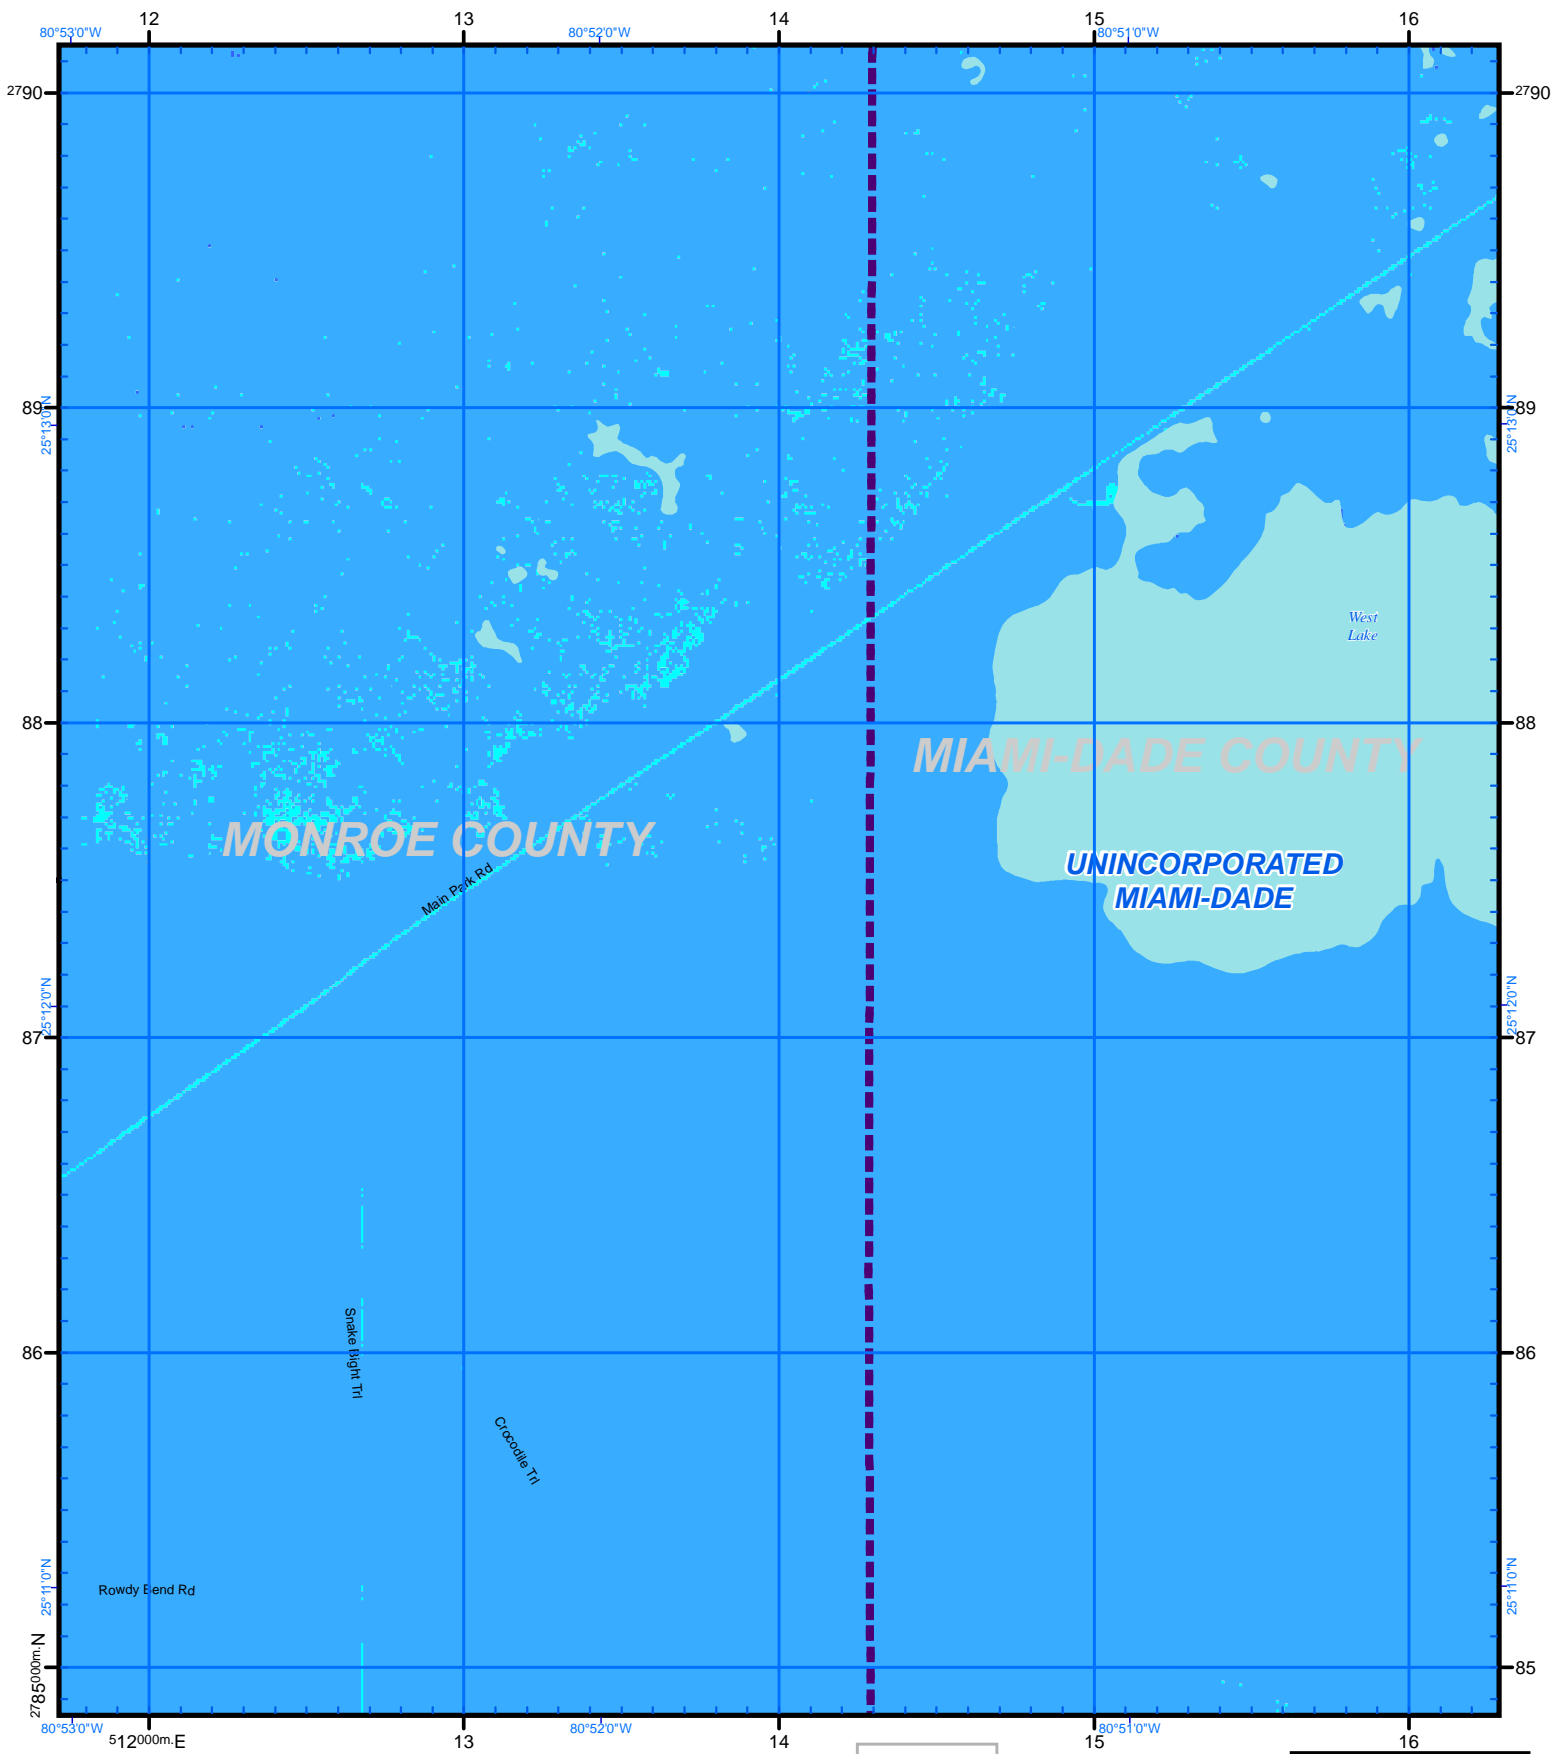 12 13 14 15 16
80°53'0"W 80°52'0"W 80°51'0"W
2790 2790
89 89
25°13'0"N 25°13'0"N
West
Lake
88 88
MIAMI-DADE COUNTY
MONROE COUNTY
UNINCORPORATED
MIAMI-DADE
Main Park Rd
25°12'0"N 25°12'0"N
87 87
Snake Bight Trl
86 86
Crocodile Trl
25°11'0"N 25°11'0"N
Rowdy Bend Rd
2785000m.N 85
80°53'0"W 80°52'0"W 80°51'0"W
512000m.E 13 14 15 16